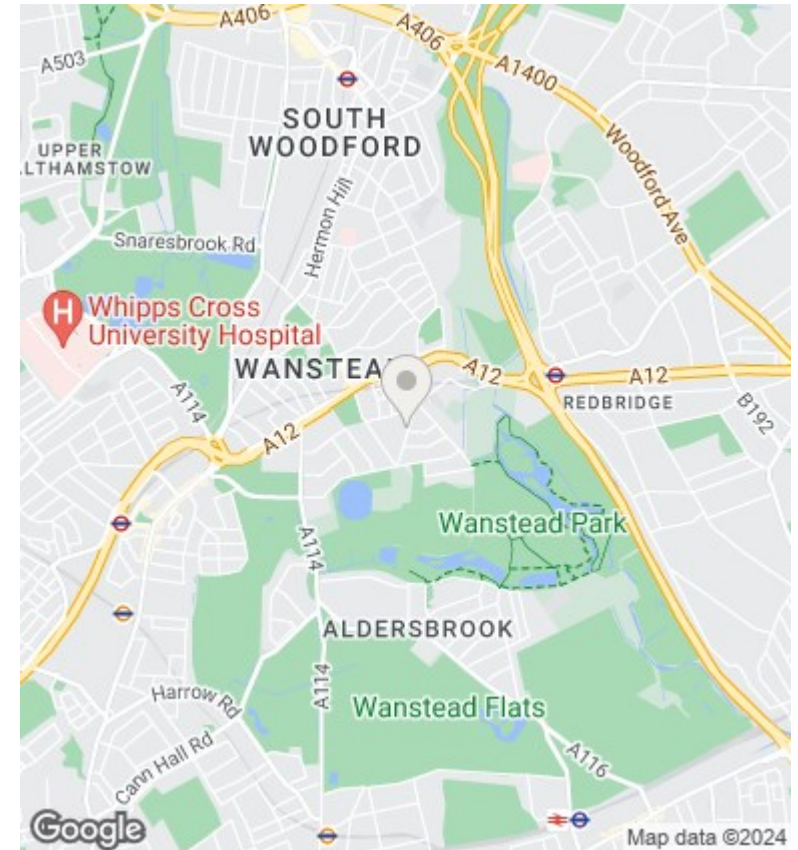 A406
A406
A503
A1400
SOUTH
WOODFORD
UPPER
LTHAMSTOW
Woodford Ave
Hermon Hill
Snaresbrook Rd
Whipps Cross
University Hospital
H
WANSTEA
A12
A12
A114
REDBRIDGE
B192
A12
Wanstead Park
A114
ALDERSBROOK
A114
Harrow Rd
Wanstead Flats
Cann Hall Rd
A116
Google
Map data ©2024